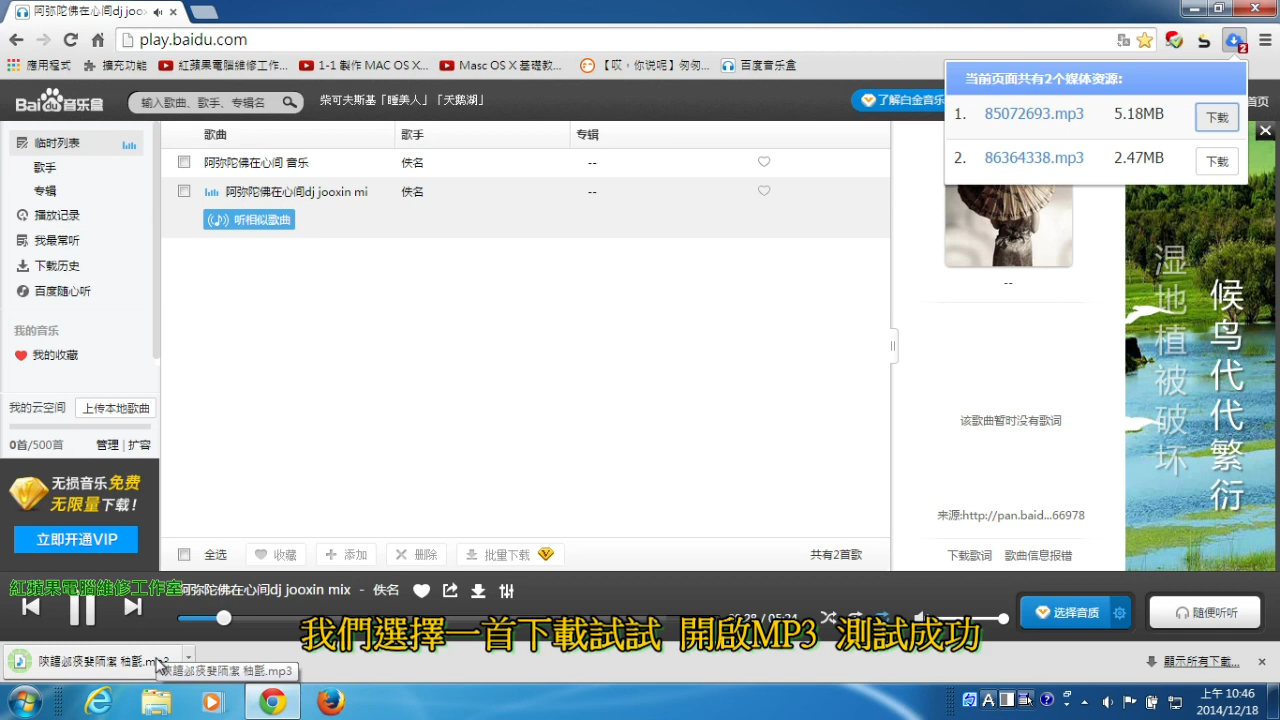 阿弥陀佛在心间dj joo×
play.baidu.com
應用程式 擴充功能 紅蘋果電腦維修工作... 1-1 製作 MAC OS X... Masc OS X 基礎教... 【哎，你说吧】匆匆... 百度音乐盒
2
当前页面共有2个媒体资源:
1. 85072693.mp3 5.18MB 下载
2. 86364338.mp3 2.47MB 下载
Bai 音乐盒
输入歌曲、歌手、专辑名
柴可夫斯基「睡美人」「天鹅湖」
了解白金音乐
首页
临时列表
歌手
专辑
播放记录
我最常听
下载历史
百度随心听
我的音乐
我的收藏
我的云空间 上传本地歌曲
0首/500首 管理 | 扩容
无损音乐免费
无限量下载!
立即开通VIP
歌曲 歌手 专辑
阿弥陀佛在心间 音乐 佚名 --
阿弥陀佛在心间dj jooxin mi 佚名 --
听相似歌曲
全选 收藏 添加 删除 批量下载 共有2首歌
--
该歌曲暂时没有歌词
来源:http://pan.baid...66978
下载歌词 歌曲信息报错
候鸟代代繁衍
湿地植被破坏
紅蘋果電腦維修工作室
阿弥陀佛在心间dj jooxin mix - 佚名
选择音质
随便听听
我們選擇一首下載試試 開啟MP3 測試成功
顯示所有下載...
上午 10:46
2014/12/18